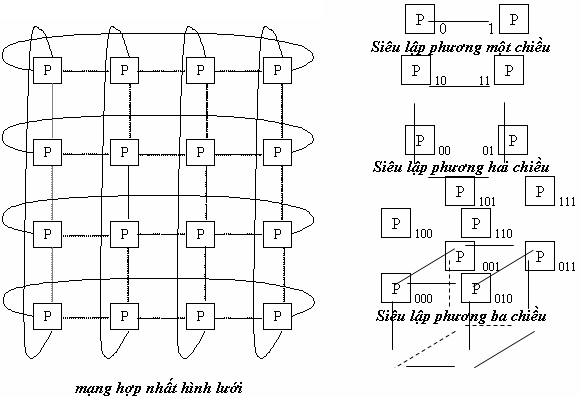 P P P P
P P P P
P P P P
P P P P
mạng hợp nhất hình lưới
P 0 1 P
Siêu lập phương một chiều
P 10 11 P
P 00 01 P
Siêu lập phương hai chiều
P 101 P 111
P 100 P 110
P 001 P 011
P 000 P 010
Siêu lập phương ba chiều